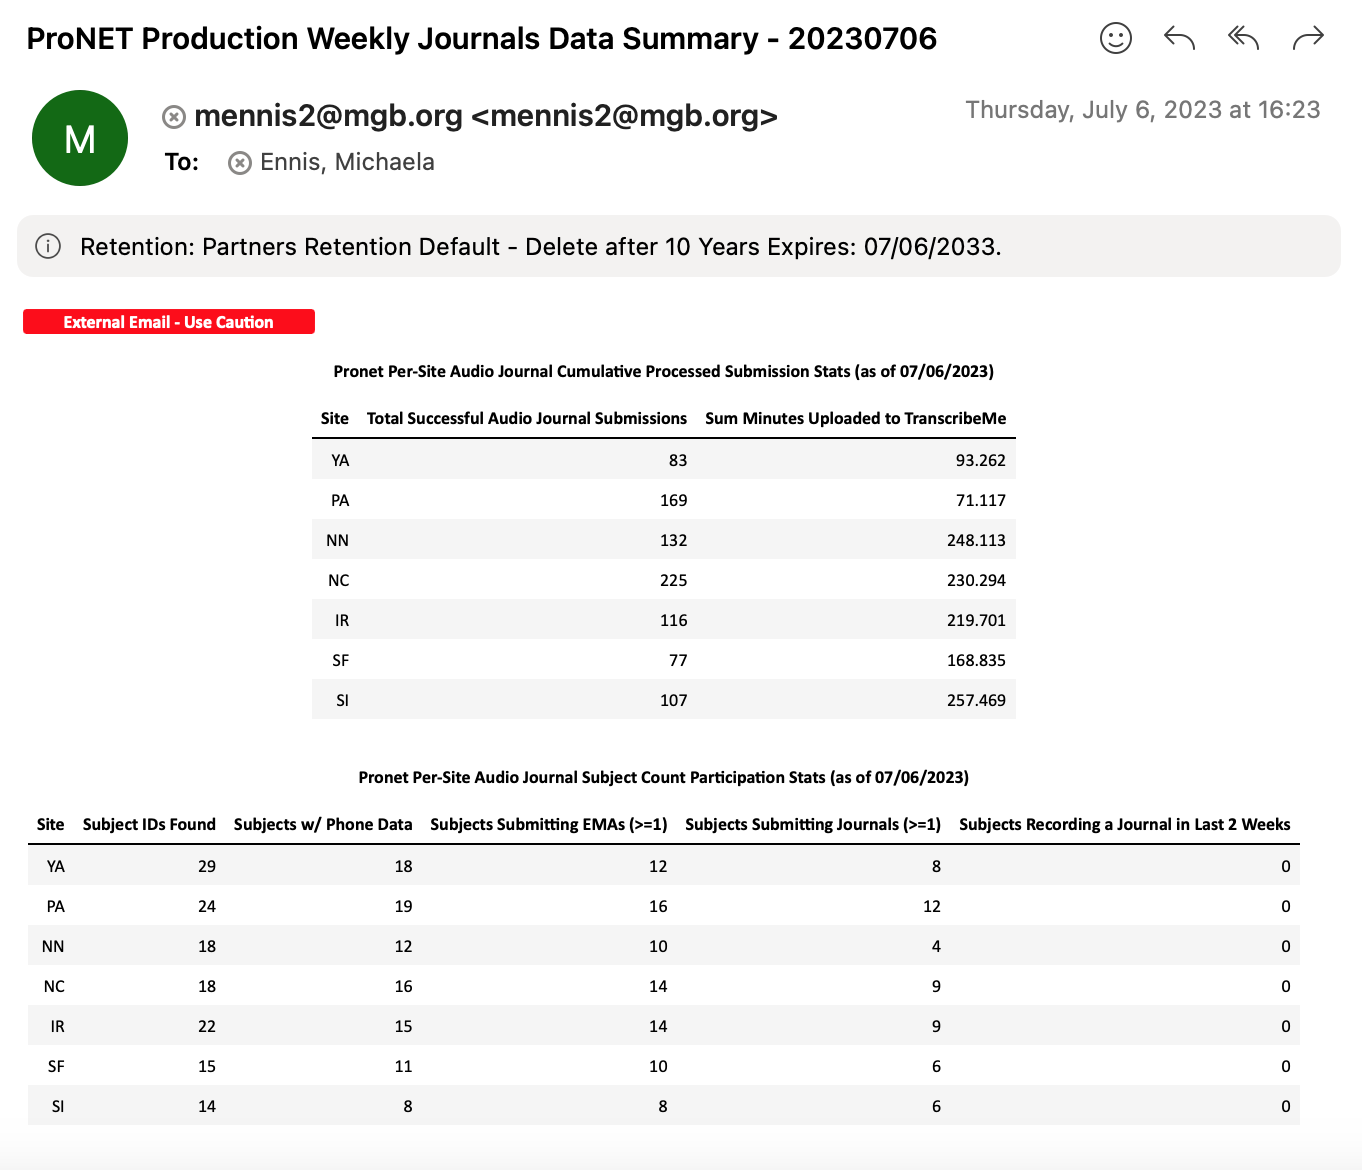 ProNET Production Weekly Journals Data Summary - 20230706
M
mennis2@mgb.org <mennis2@mgb.org>
Thursday, July 6, 2023 at 16:23
To: Ennis, Michaela
Retention: Partners Retention Default - Delete after 10 Years Expires: 07/06/2033.
External Email - Use Caution
Pronet Per-Site Audio Journal Cumulative Processed Submission Stats (as of 07/06/2023)
Site Total Successful Audio Journal Submissions Sum Minutes Uploaded to TranscribeMe
YA 83 93.262
PA 169 71.117
NN 132 248.113
NC 225 230.294
IR 116 219.701
SF 77 168.835
SI 107 257.469
Pronet Per-Site Audio Journal Subject Count Participation Stats (as of 07/06/2023)
Site Subject IDs Found Subjects w/ Phone Data Subjects Submitting EMAs (>=1) Subjects Submitting Journals (>=1) Subjects Recording a Journal in Last 2 Weeks
YA 29 18 12 8 0
PA 24 19 16 12 0
NN 18 12 10 4 0
NC 18 16 14 9 0
IR 22 15 14 9 0
SF 15 11 10 6 0
SI 14 8 8 6 0